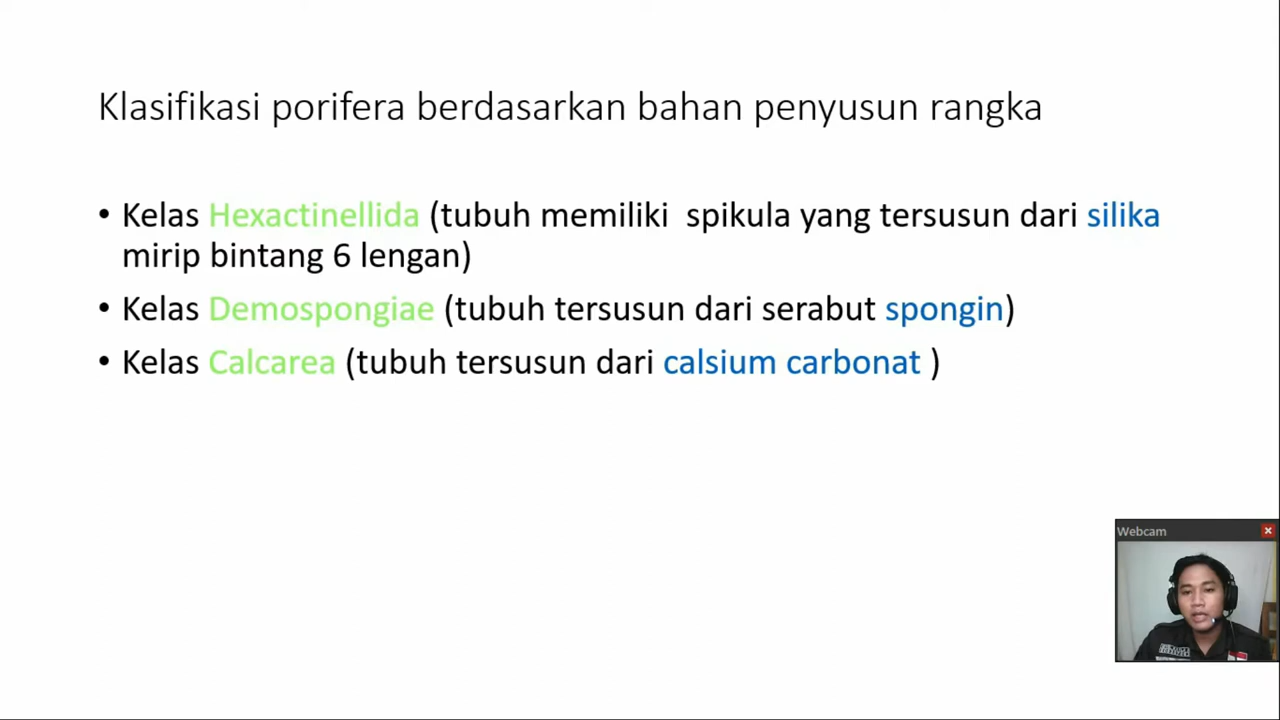 Klasifikasi porifera berdasarkan bahan penyusun rangka
• Kelas Hexactinellida (tubuh memiliki  spikula yang tersusun dari silika
mirip bintang 6 lengan)
• Kelas Demospongiae (tubuh tersusun dari serabut spongin)
• Kelas Calcarea (tubuh tersusun dari calsium carbonat )
Webcam